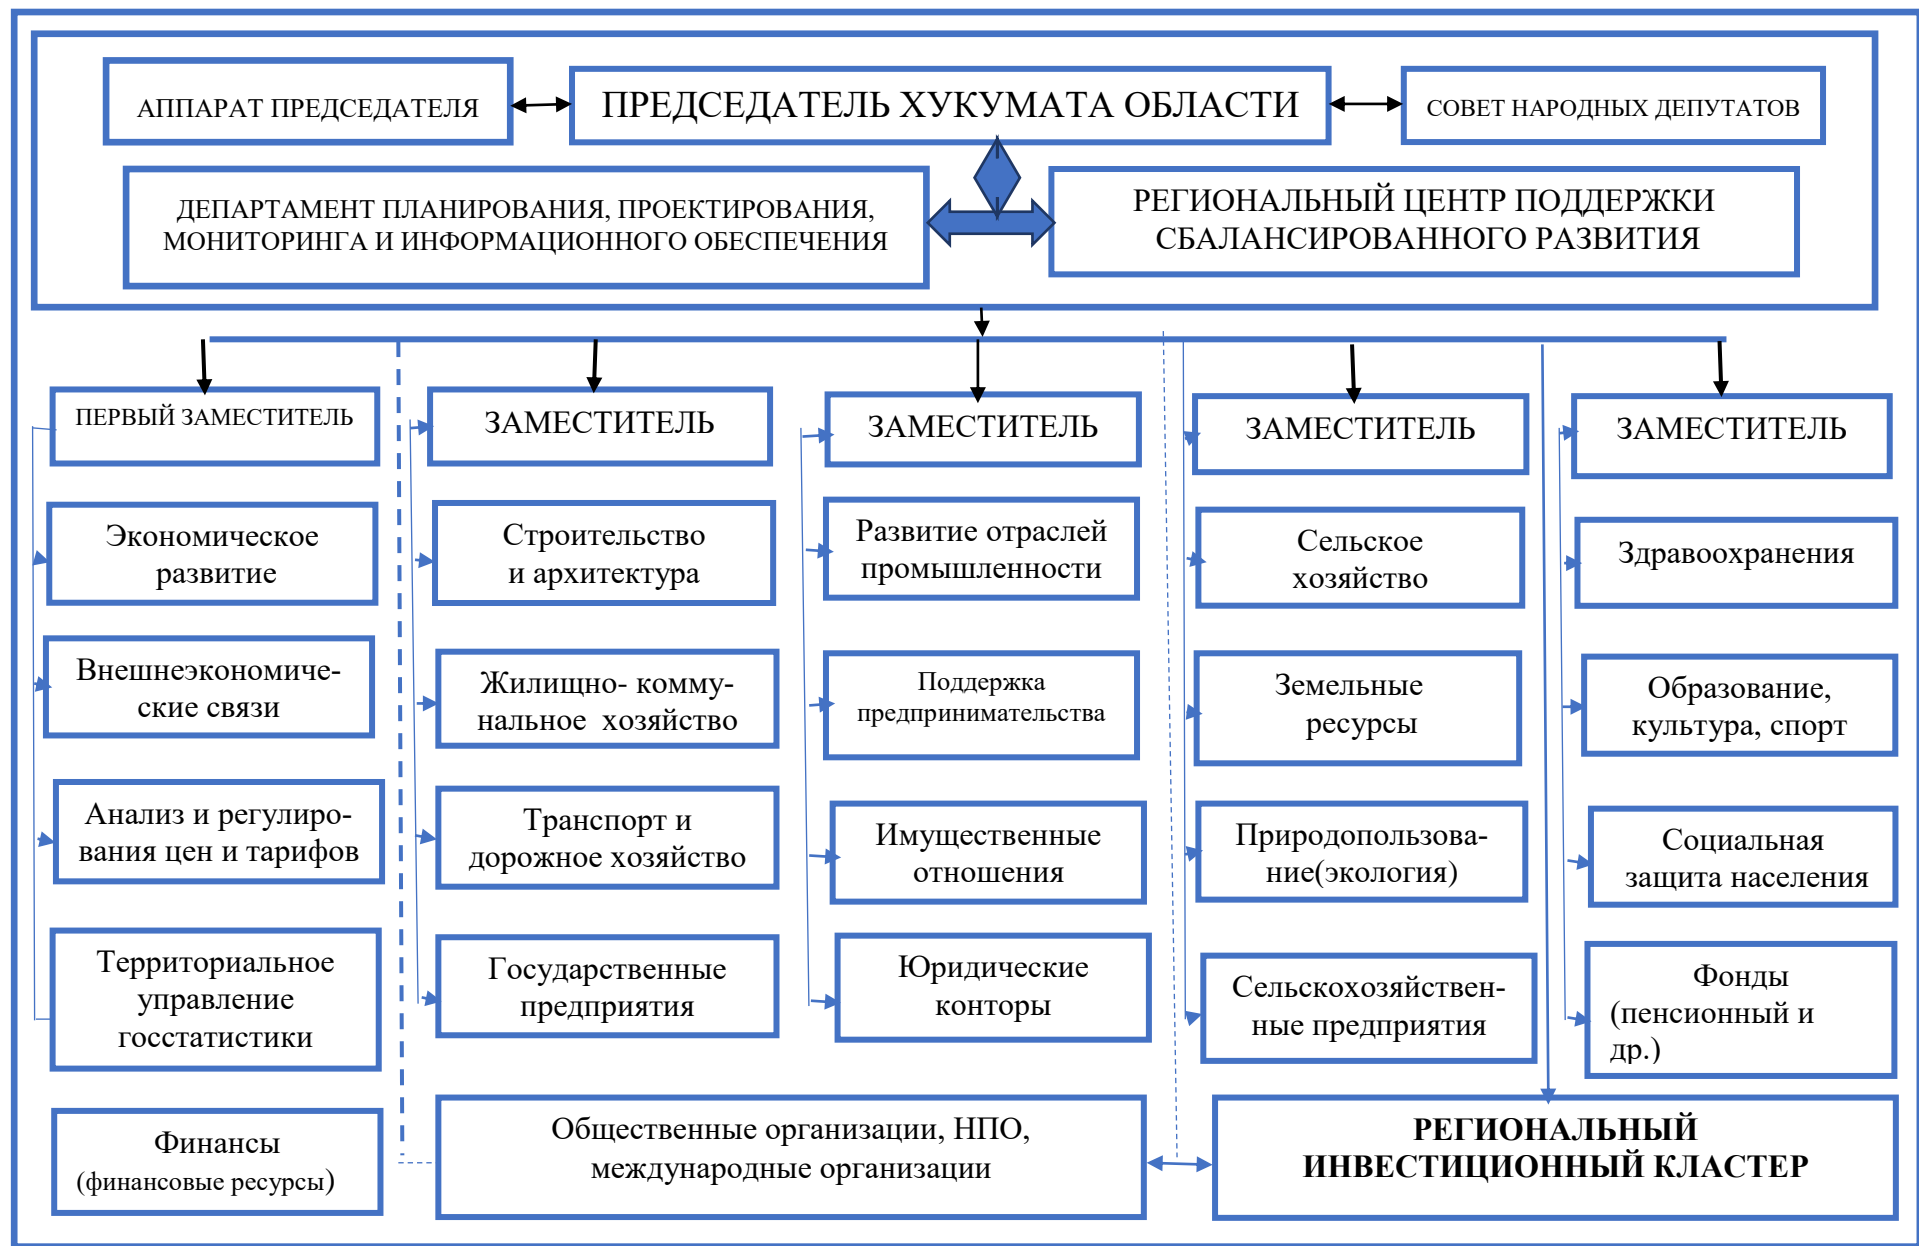 АППАРАТ ПРЕДСЕДАТЕЛЯ
ПРЕДСЕДАТЕЛЬ ХУКУМАТА ОБЛАСТИ
СОВЕТ НАРОДНЫХ ДЕПУТАТОВ
ДЕПАРТАМЕНТ ПЛАНИРОВАНИЯ, ПРОЕКТИРОВАНИЯ,
МОНИТОРИНГА И ИНФОРМАЦИОННОГО ОБЕСПЕЧЕНИЯ
РЕГИОНАЛЬНЫЙ ЦЕНТР ПОДДЕРЖКИ
СБАЛАНСИРОВАННОГО РАЗВИТИЯ
ПЕРВЫЙ ЗАМЕСТИТЕЛЬ
ЗАМЕСТИТЕЛЬ
ЗАМЕСТИТЕЛЬ
ЗАМЕСТИТЕЛЬ
ЗАМЕСТИТЕЛЬ
Экономическое
развитие
Строительство
и архитектура
Развитие отраслей
промышленности
Сельское
хозяйство
Здравоохранения
Внешнеэкономиче-
ские связи
Жилищно- комму-
нальное хозяйство
Поддержка
предпринимательства
Земельные
ресурсы
Образование,
культура, спорт
Анализ и регулиро-
вания цен и тарифов
Транспорт и
дорожное хозяйство
Имущественные
отношения
Природопользова-
ние(экология)
Социальная
защита населения
Территориальное
управление
госстатистики
Государственные
предприятия
Юридические
конторы
Сельскохозяйствен-
ные предприятия
Фонды
(пенсионный и
др.)
Финансы
(финансовые ресурсы)
Общественные организации, НПО,
международные организации
РЕГИОНАЛЬНЫЙ
ИНВЕСТИЦИОННЫЙ КЛАСТЕР